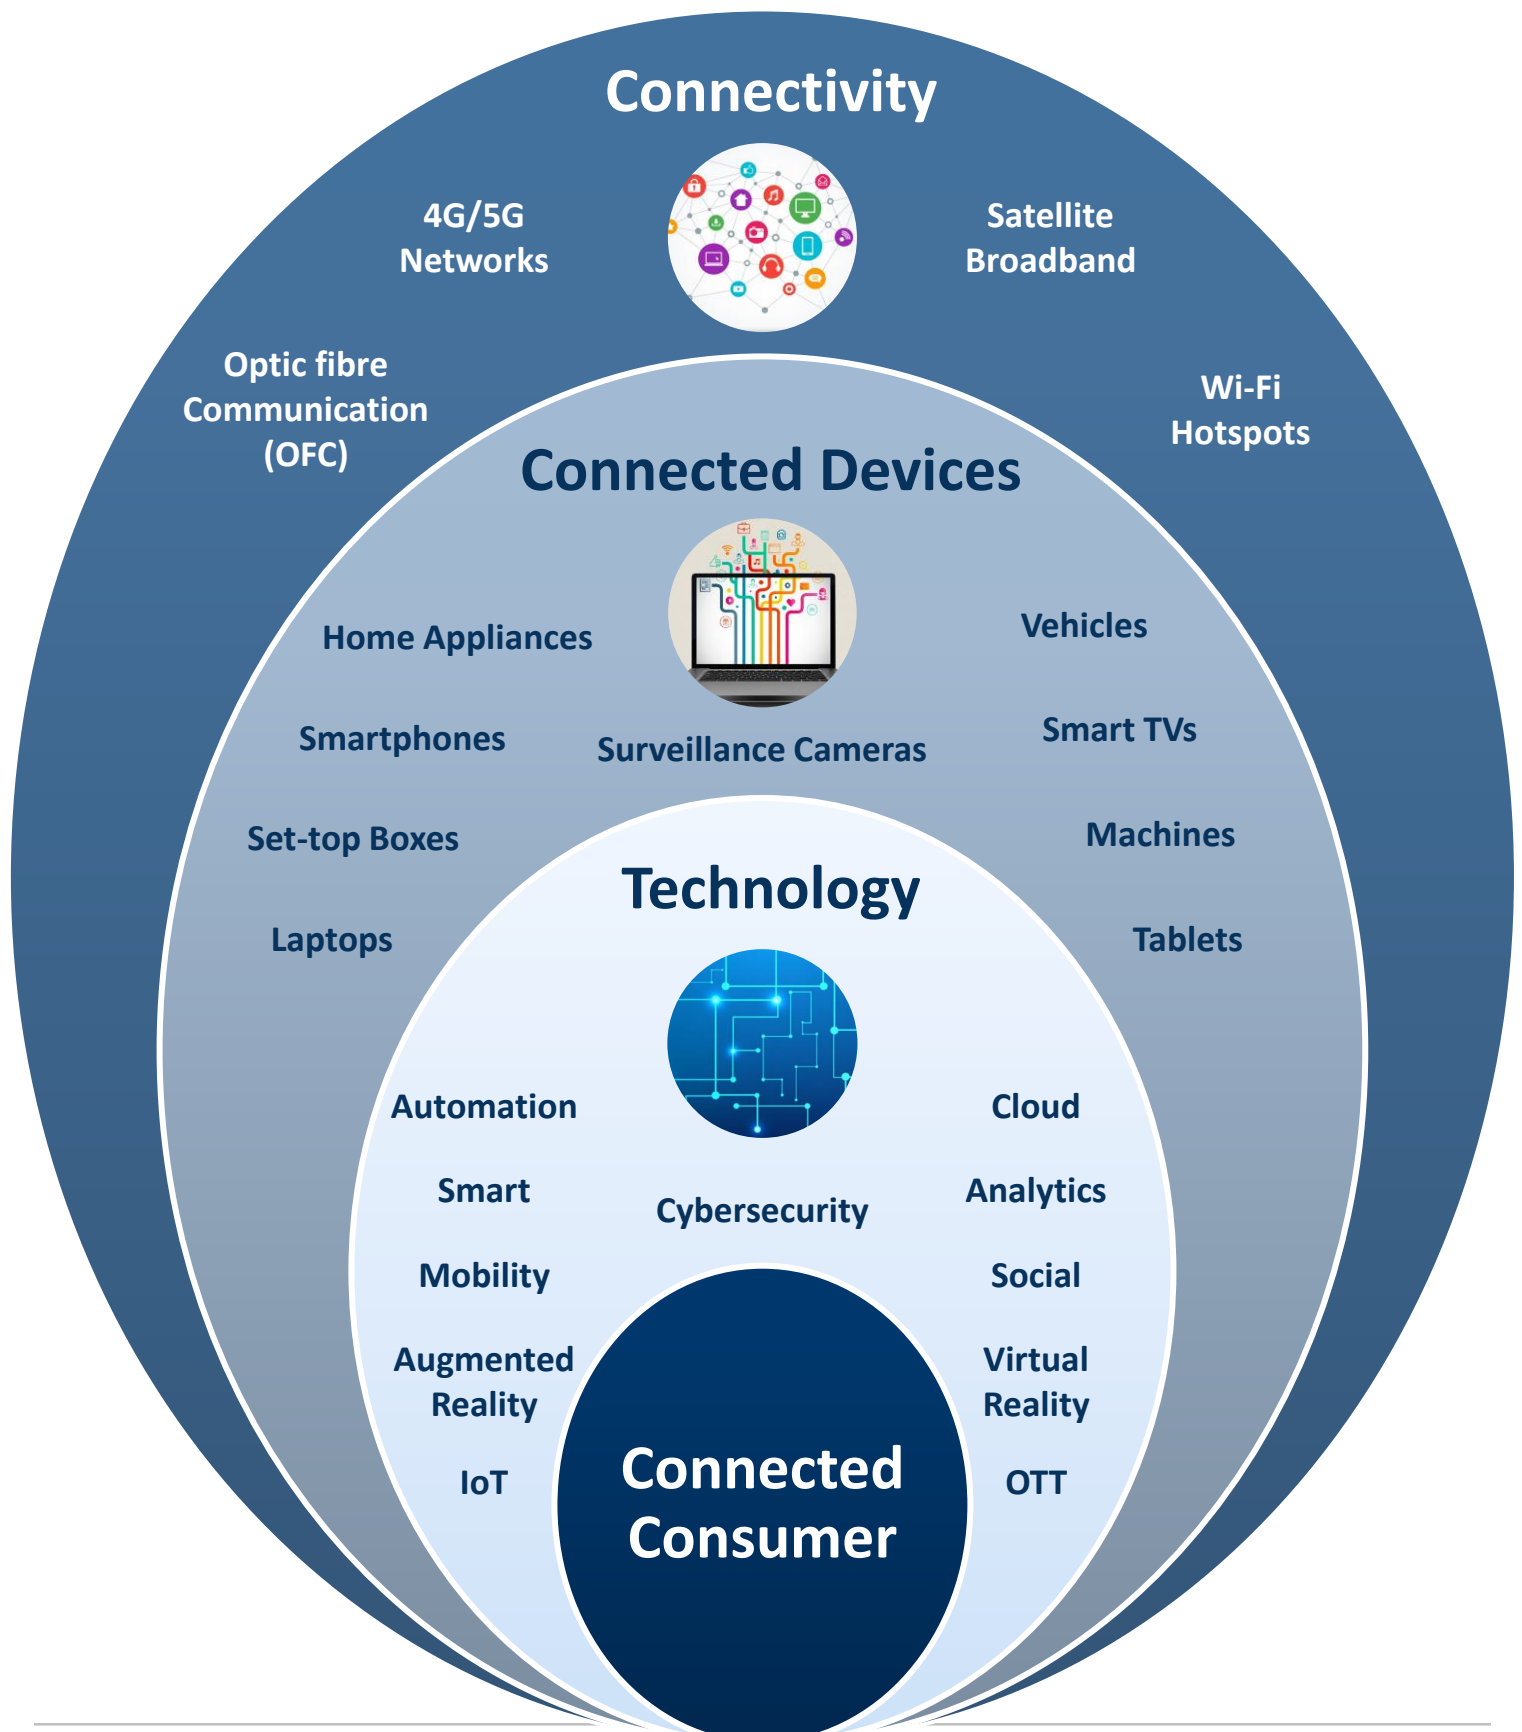 Connectivity
4G/5G
Networks
Satellite
Broadband
Optic fibre
Communication
(OFC)
Wi-Fi
Hotspots
Connected Devices
Home Appliances
Vehicles
Smartphones
Surveillance Cameras
Smart TVs
Set-top Boxes
Machines
Technology
Laptops
Tablets
Automation
Cloud
Smart
Cybersecurity
Analytics
Mobility
Social
Augmented
Reality
Virtual
Reality
IoT
OTT
Connected
Consumer